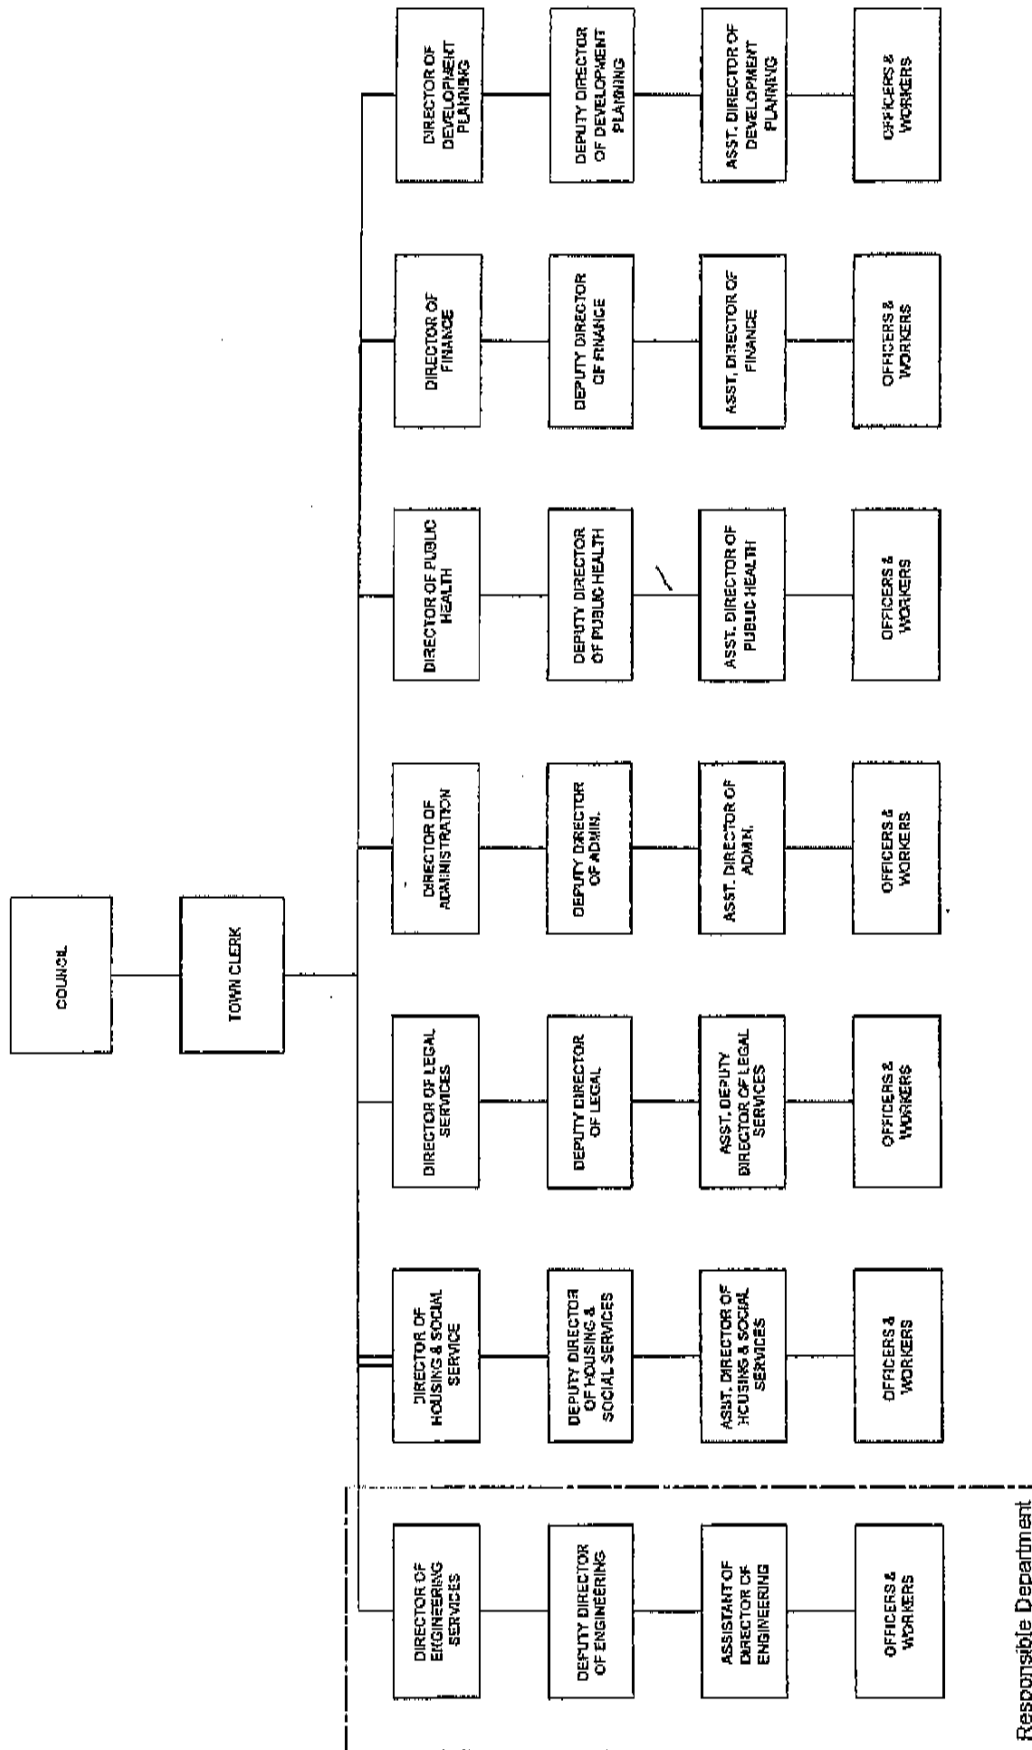 COUNCIL
TOWN CLERK
DIRECTOR OF
ENGINEERING
SERVICES
DIRECTOR OF
HOUSING & SOCIAL
SERVICE
DIRECTOR OF LEGAL
SERVICES
DIRECTOR OF
ADMINISTRATION
DIRECTOR OF PUBLIC
HEALTH
DIRECTOR OF
FINANCE
DIRECTOR OF
DEVELOPMENT
PLANNING
DEPUTY DIRECTOR
OF ENGINEERING
DEPUTY DIRECTOR
OF HOUSING &
SOCIAL SERVICES
DEPUTY DIRECTOR
OF LEGAL
DEPUTY DIRECTOR
OF ADMIN.
DEPUTY DIRECTOR
OF PUBLIC HEALTH
DEPUTY DIRECTOR
OF FINANCE
DEPUTY DIRECTOR
OF DEVELOPMENT
PLANNING
ASSISTANT OF
DIRECTOR OF
ENGINEERING
ASST. DIRECTOR OF
HOUSING & SOCIAL
SERVICES
ASST. DEPUTY
DIRECTOR OF LEGAL
SERVICES
ASST. DIRECTOR OF
ADMIN.
ASST. DIRECTOR OF
PUBLIC HEALTH
ASST. DIRECTOR OF
FINANCE
ASST. DIRECTOR OF
DEVELOPMENT
PLANNING
OFFICERS &
WORKERS
OFFICERS &
WORKERS
OFFICERS &
WORKERS
OFFICERS &
WORKERS
OFFICERS &
WORKERS
OFFICERS &
WORKERS
OFFICERS &
WORKERS
Responsible Department